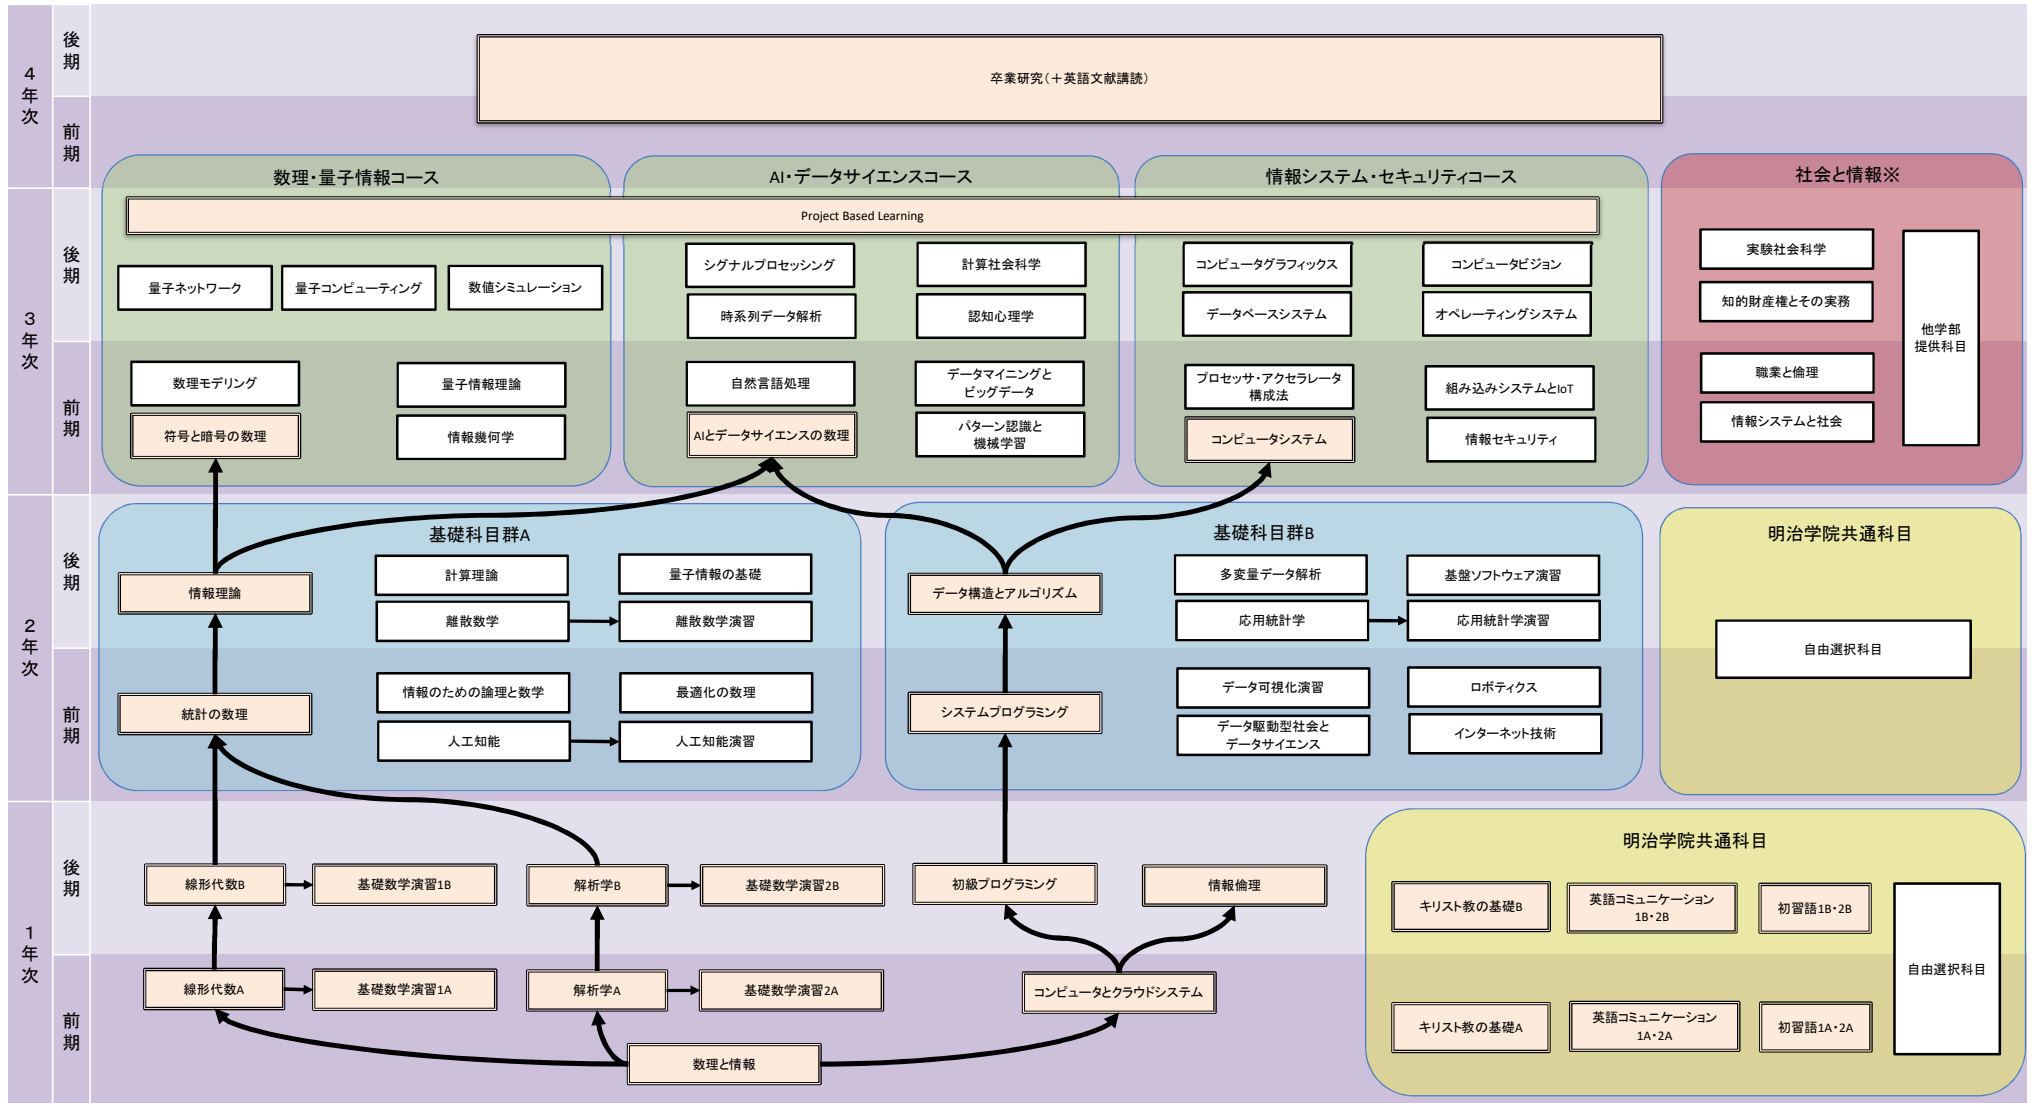 4年次
後期
卒業研究(+英語文献講読)
前期
数理・量子情報コース
AI・データサイエンスコース
情報システム・セキュリティコース
社会と情報※
3年次
後期
Project Based Learning
量子ネットワーク
量子コンピューティング
数値シミュレーション
シグナルプロセッシング
計算社会科学
時系列データ解析
認知心理学
コンピュータグラフィックス
コンピュータビジョン
データベースシステム
オペレーティングシステム
実験社会科学
知的財産権とその実務
他学部
提供科目
前期
数理モデリング
量子情報理論
符号と暗号の数理
情報幾何学
自然言語処理
データマイニングと
ビッグデータ
AIとデータサイエンスの数理
パターン認識と
機械学習
プロセッサ・アクセラレータ
構成法
組み込みシステムとIoT
コンピュータシステム
情報セキュリティ
職業と倫理
情報システムと社会
2年次
後期
基礎科目群A
基礎科目群B
明治学院共通科目
情報理論
計算理論
量子情報の基礎
離散数学
離散数学演習
データ構造とアルゴリズム
多変量データ解析
基盤ソフトウェア演習
応用統計学
応用統計学演習
自由選択科目
前期
統計の数理
情報のための論理と数学
最適化の数理
人工知能
人工知能演習
システムプログラミング
データ可視化演習
ロボティクス
データ駆動型社会と
データサイエンス
インターネット技術
1年次
後期
明治学院共通科目
線形代数B
基礎数学演習1B
解析学B
基礎数学演習2B
初級プログラミング
情報倫理
キリスト教の基礎B
英語コミュニケーション
1B・2B
初習語1B・2B
自由選択科目
前期
線形代数A
基礎数学演習1A
解析学A
基礎数学演習2A
コンピュータとクラウドシステム
キリスト教の基礎A
英語コミュニケーション
1A・2A
初習語1A・2A
数理と情報